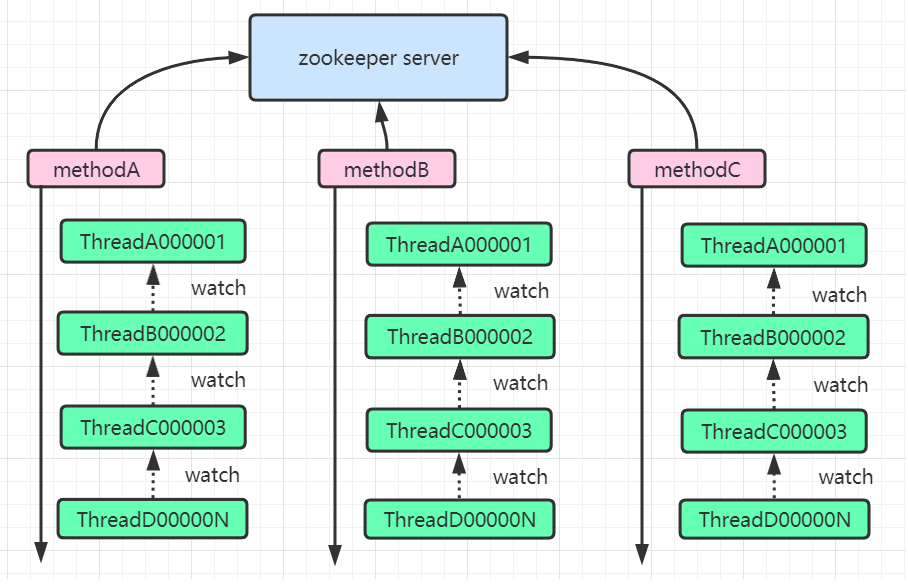 zookeeper server
methodA
methodB
methodC
ThreadA000001
watch
ThreadB000002
watch
ThreadC000003
watch
ThreadD00000N
ThreadA000001
watch
ThreadB000002
watch
ThreadC000003
watch
ThreadD00000N
ThreadA000001
watch
ThreadB000002
watch
ThreadC000003
watch
ThreadD00000N